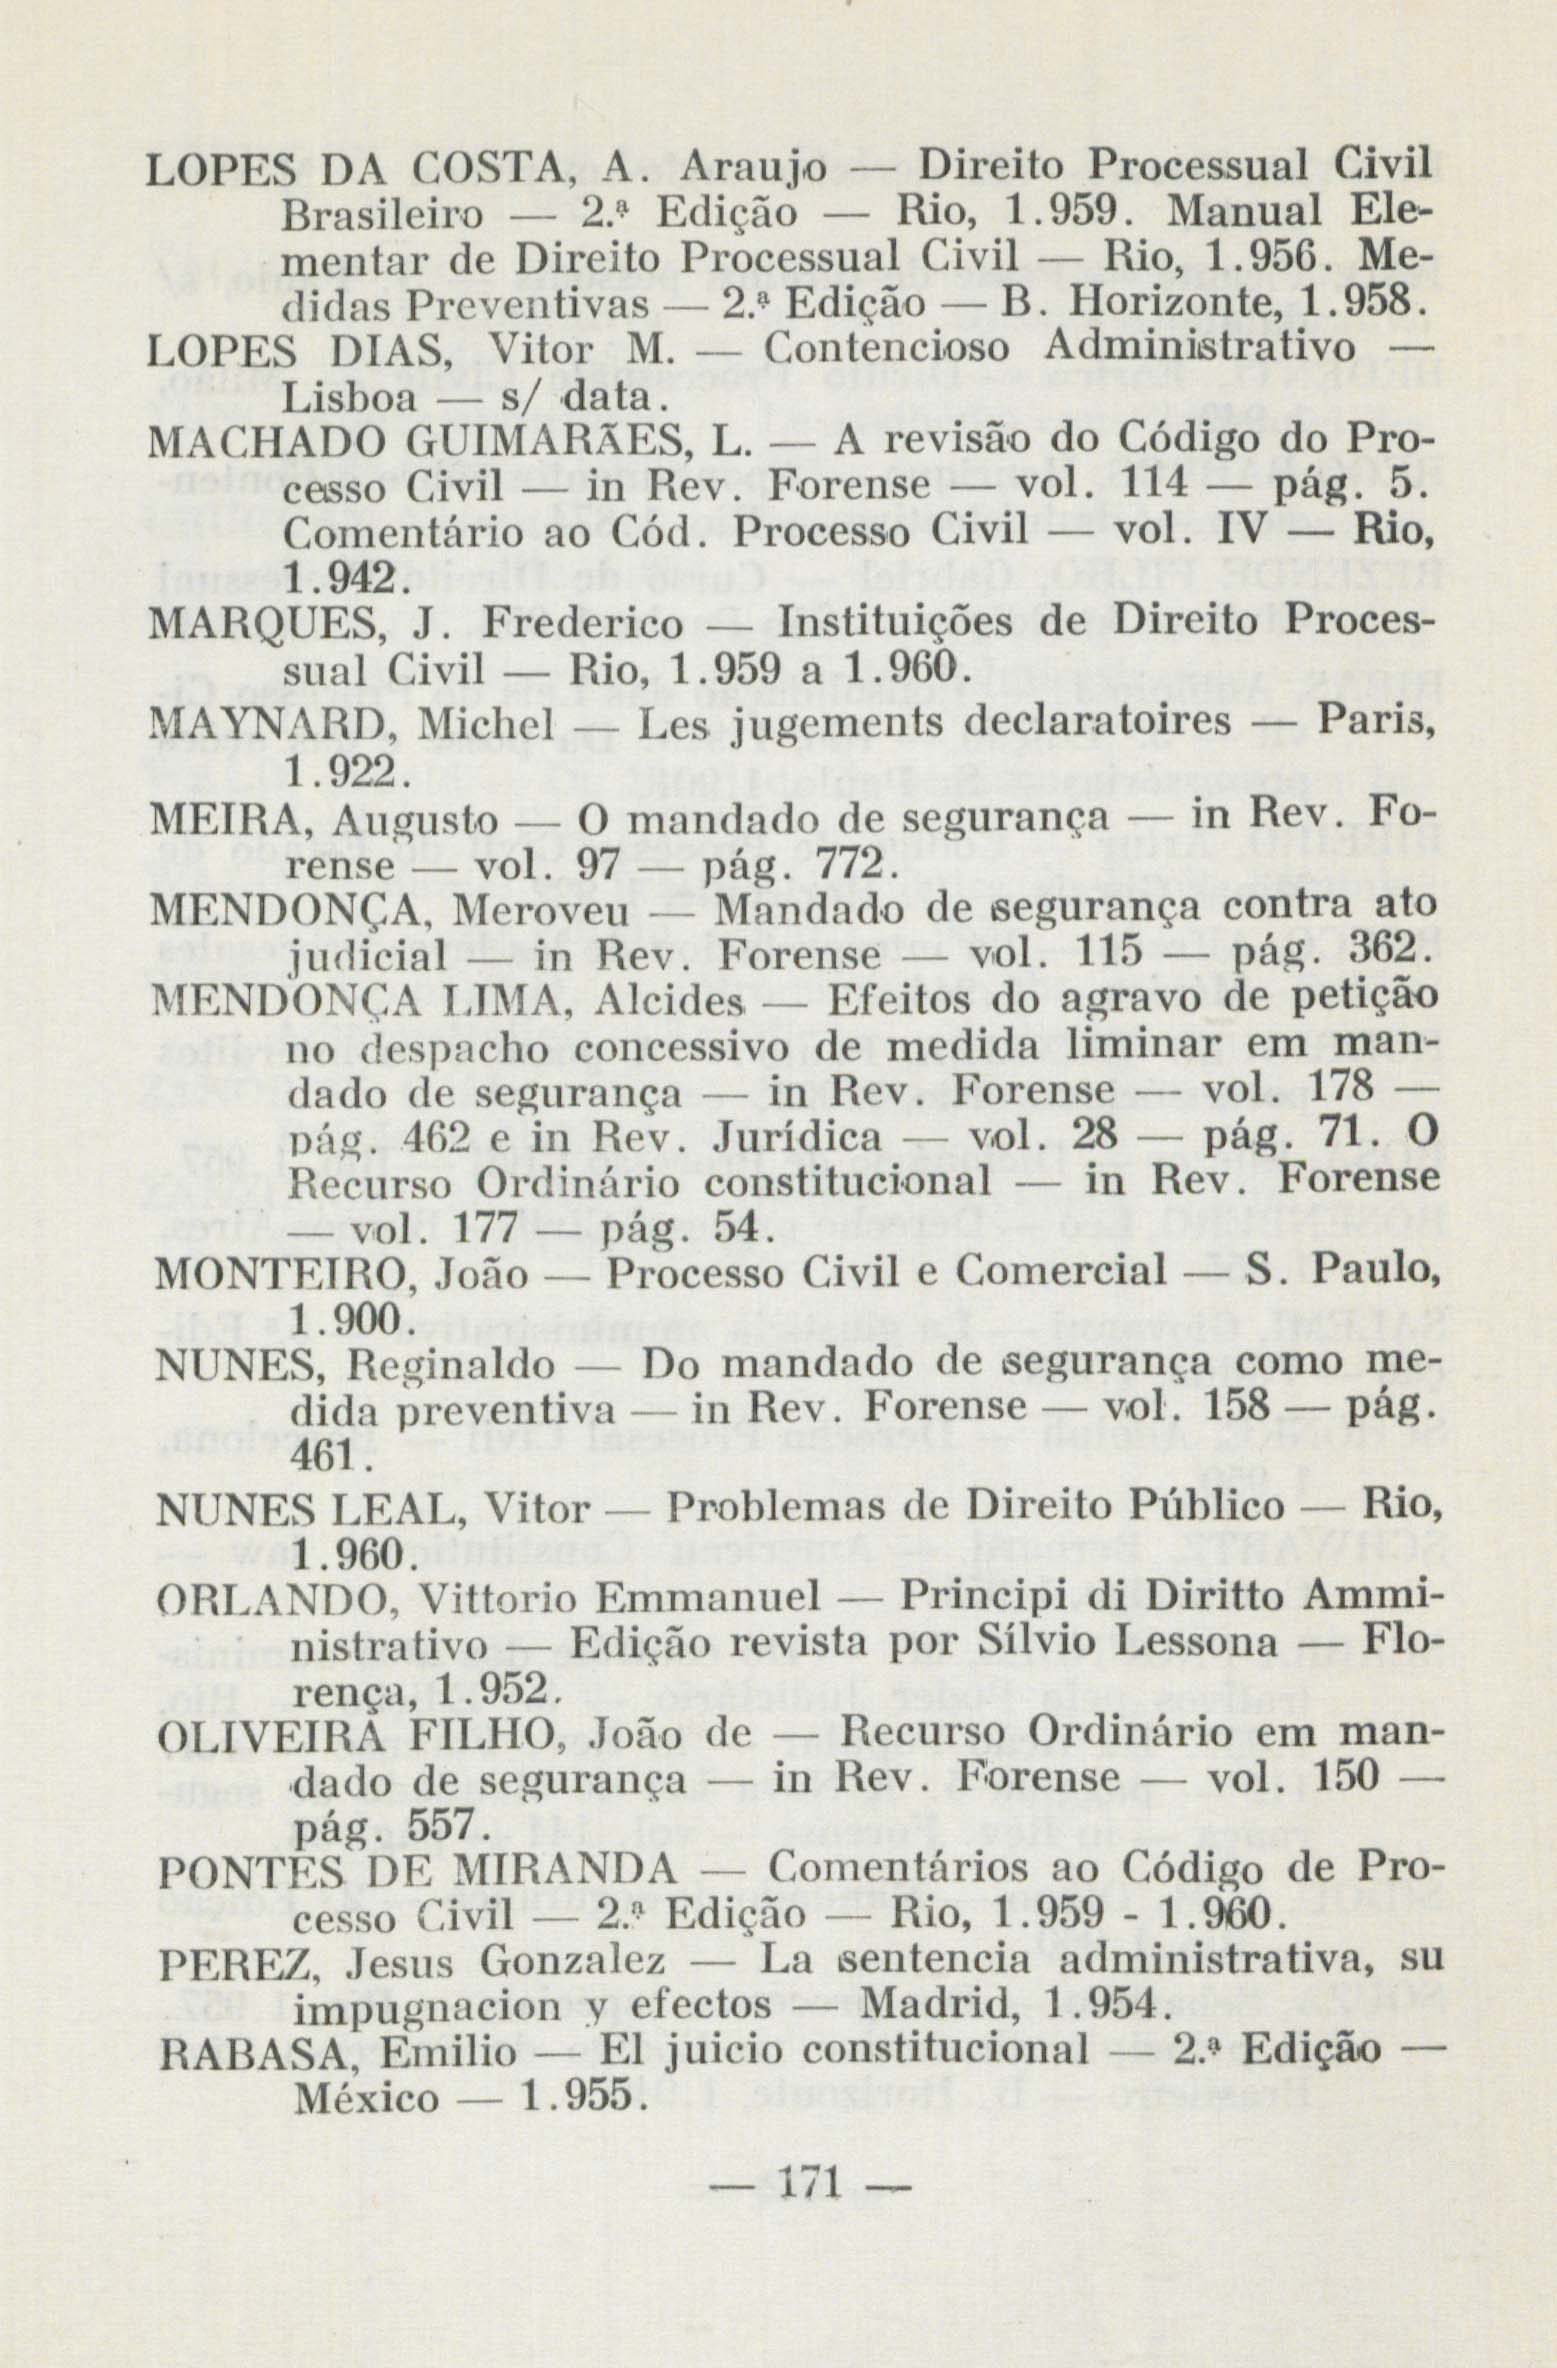 LOPES DA COSTA, A. Araujo — Direito Processual Civil
Brasileiro — 2.ª Edição — Rio, 1.959. Manual Ele-
mentar de Direito Processual Civil — Rio, 1.956. Me-
didas Preventivas — 2.ª Edição — B. Horizonte, 1.958.
LOPES DIAS, Vitor M. — Contencioso Administrativo —
Lisboa — s/ data.
MACHADO GUIMARÃES, L. — A revisão do Código do Pro-
cesso Civil — in Rev. Forense — vol. 114 — pág. 5.
Comentário ao Cód. Processo Civil — vol. IV — Rio,
1.942.
MARQUES, J. Frederico — Instituições de Direito Proces-
sual Civil — Rio, 1.959 a 1.960.
MAYNARD, Michel — Les jugements declaratoires — Paris,
1.922.
MEIRA, Augusto — O mandado de segurança — in Rev. Fo-
rense — vol. 97 — pág. 772.
MENDONÇA, Meroveu — Mandado de segurança contra ato
judicial — in Rev. Forense — vol. 115 — pág. 362.
MENDONÇA LIMA, Alcides — Efeitos do agravo de petição
no despacho concessivo de medida liminar em man-
dado de segurança — in Rev. Forense — vol. 178 —
pág. 462 e in Rev. Jurídica — vol. 28 — pág. 71. O
Recurso Ordinário constitucional — in Rev. Forense
— vol. 177 — pág. 54.
MONTEIRO, João — Processo Civil e Comercial — S. Paulo,
1.900.
NUNES, Reginaldo — Do mandado de segurança como me-
dida preventiva — in Rev. Forense — vol. 158 — pág.
461.
NUNES LEAL, Vitor — Problemas de Direito Público — Rio,
1.960.
ORLANDO, Vittorio Emmanuel — Principi di Diritto Ammi-
nistrativo — Edição revista por Sílvio Lessona — Flo-
rença, 1.952.
OLIVEIRA FILHO, João de — Recurso Ordinário em man-
dado de segurança — in Rev. Forense — vol. 150 —
pág. 557.
PONTES DE MIRANDA — Comentários ao Código de Pro-
cesso Civil — 2.ª Edição — Rio, 1.959 - 1.960.
PEREZ, Jesus Gonzalez — La sentencia administrativa, su
impugnacion y efectos — Madrid, 1.954.
RABASA, Emilio — El juicio constitucional — 2.ª Edição —
México — 1.955.
— 171 —